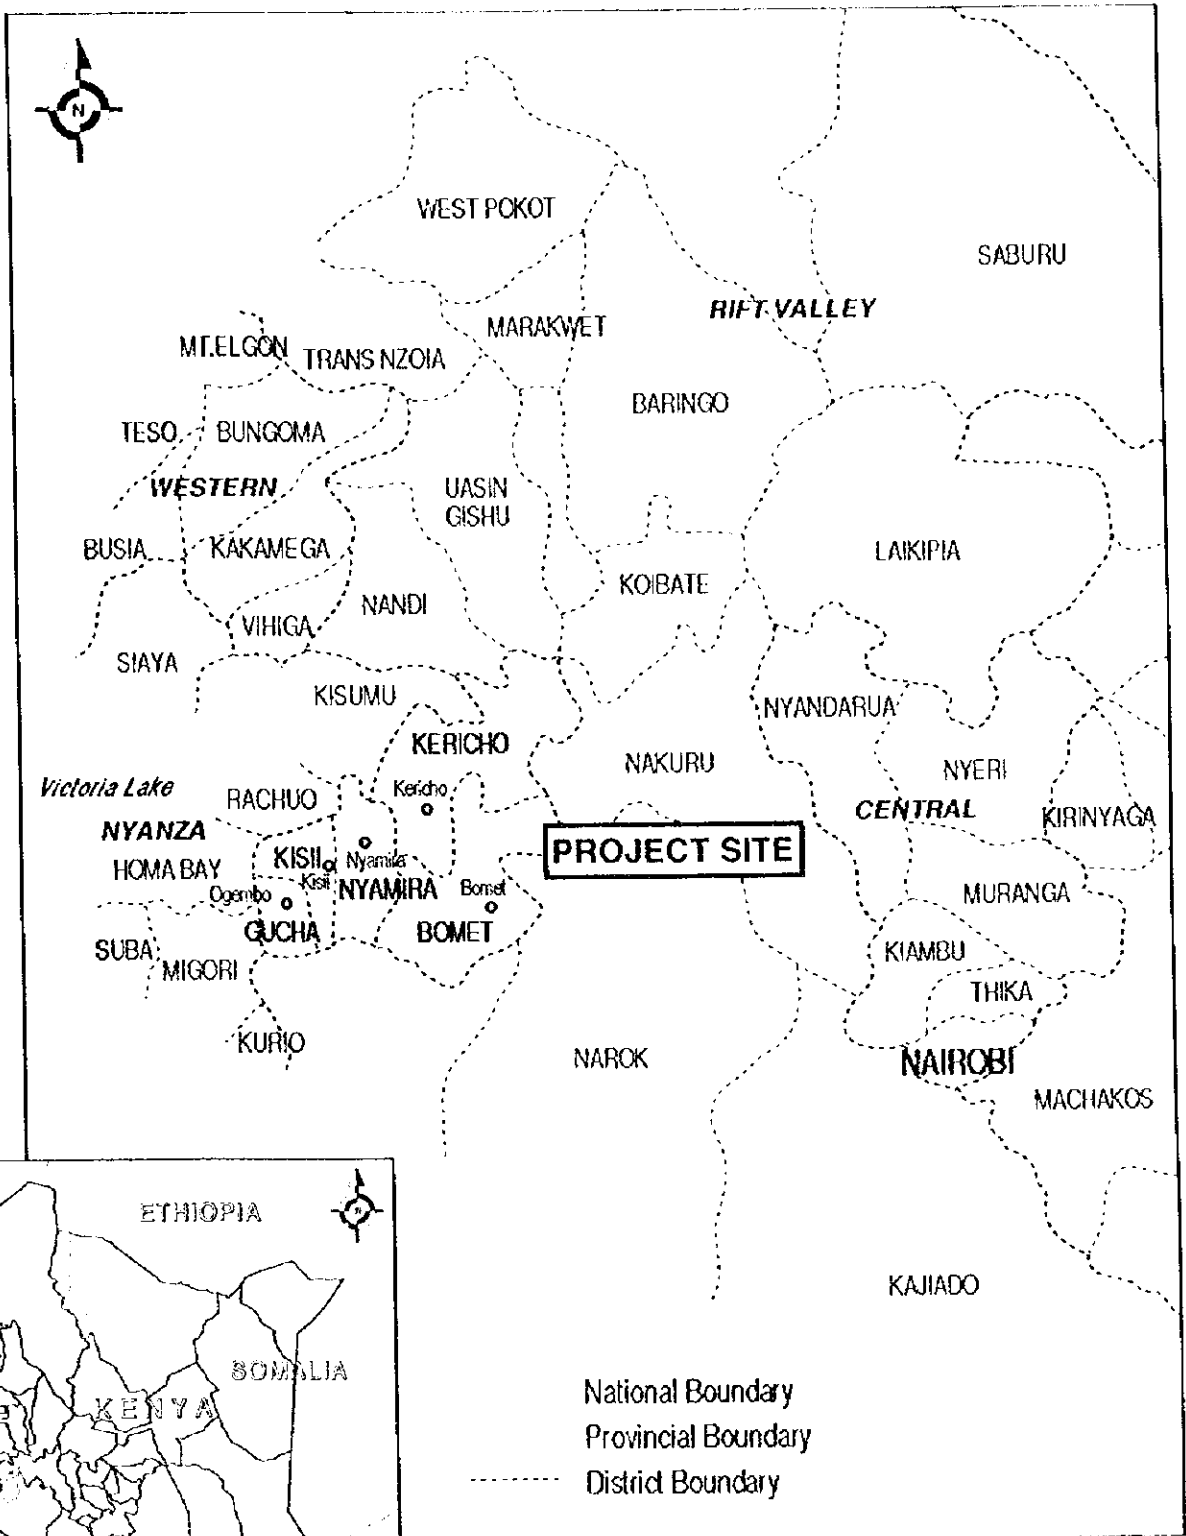 N
WEST POKOT
SABURU
RIFT VALLEY
MARAKWET
MT.ELGON
TRANS NZOIA
BARINGO
TESO
BUNGOMA
WESTERN
UASIN
GISHU
BUSIA
KAKAMEGA
LAIKIPIA
KOIBATE
NANDI
VIHIGA
SIAYA
KISUMU
NYANDARUA
KERICHO
NAKURU
NYERI
Victoria Lake
RACHUO
Kericho
CENTRAL
KIRINYAGA
NYANZA
PROJECT SITE
KISII
Nyamira
HOMA BAY
Kisii
NYAMIRA
Bomet
Ogembo
MURANGA
GUCHA
BOMET
SUBA
MIGORI
KIAMBU
THIKA
KURIO
NAROK
NAIROBI
MACHAKOS
ETHIOPIA
N
KAJIADO
SOMALIA
KENYA
National Boundary
Provincial Boundary
District Boundary